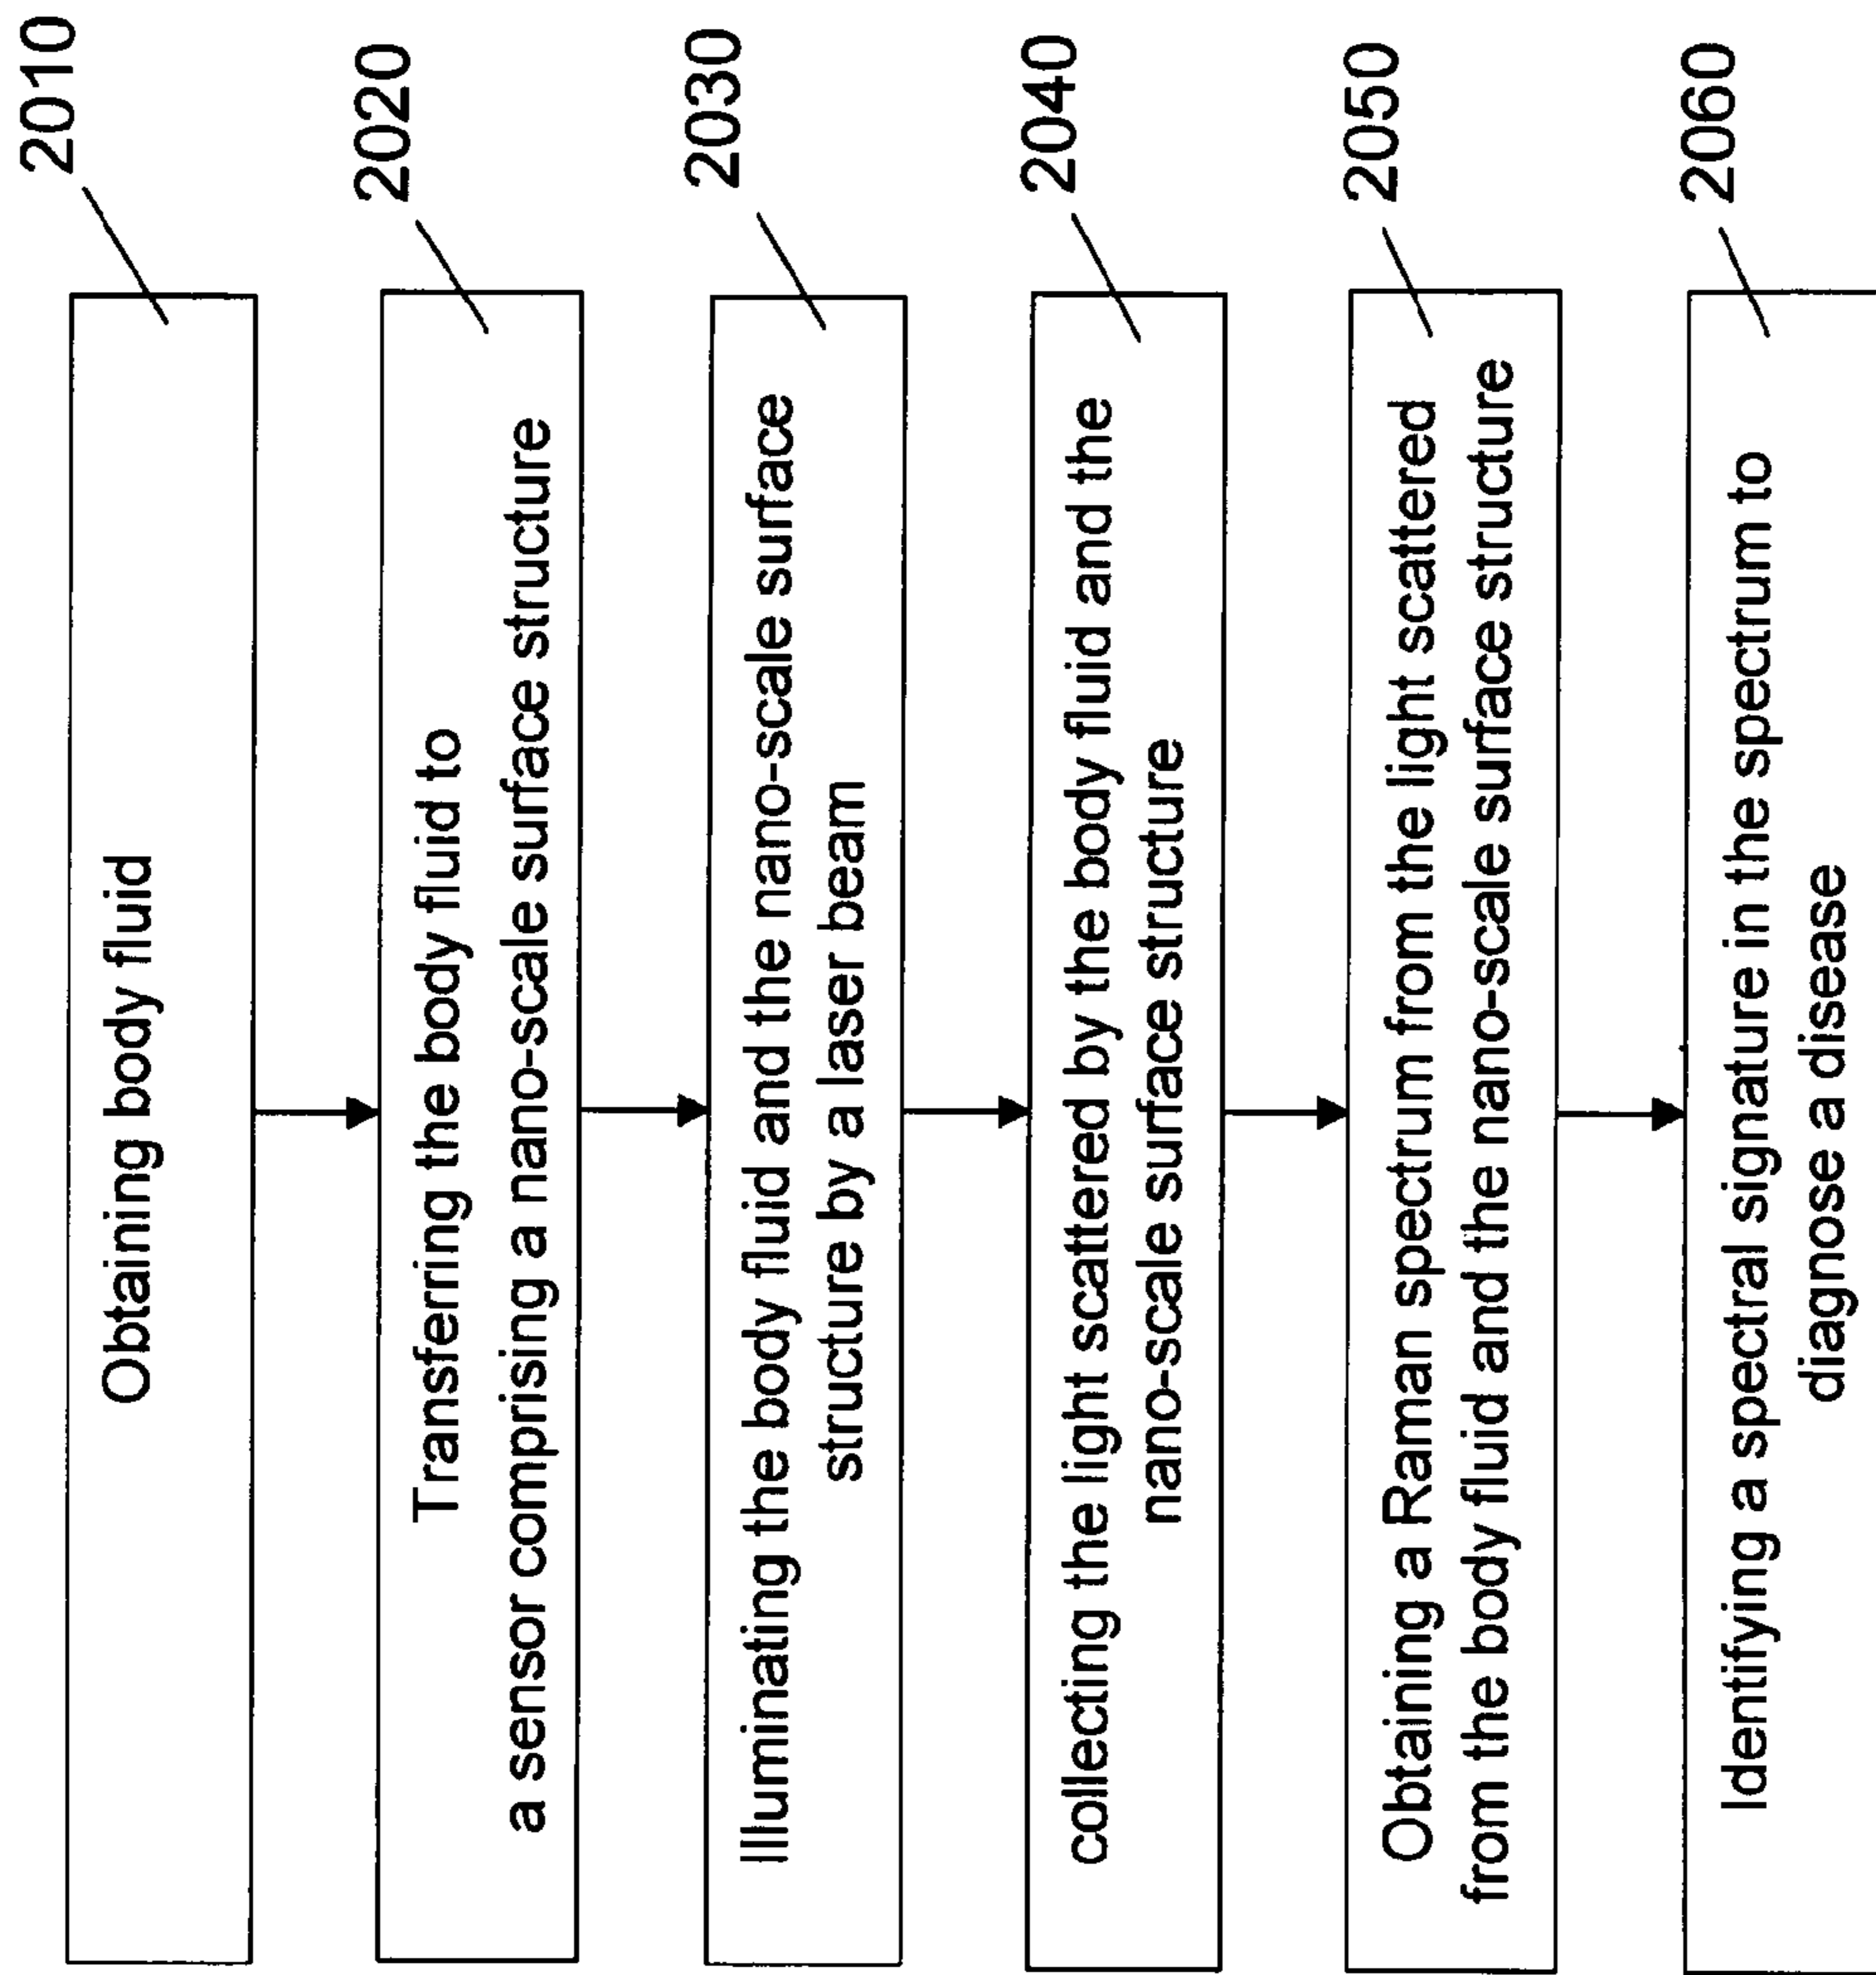 2010
Obtaining body fluid
2020
Transferring the body fluid to
a sensor comprising a nano-scale surface structure
2030
Illuminating the body fluid and the nano-scale surface
structure by a laser beam
2040
collecting the light scattered by the body fluid and the
nano-scale surface structure
2050
Obtaining a Raman spectrum from the light scattered
from the body fluid and the nano-scale surface structure
2060
Identifying a spectral signature in the spectrum to
diagnose a disease